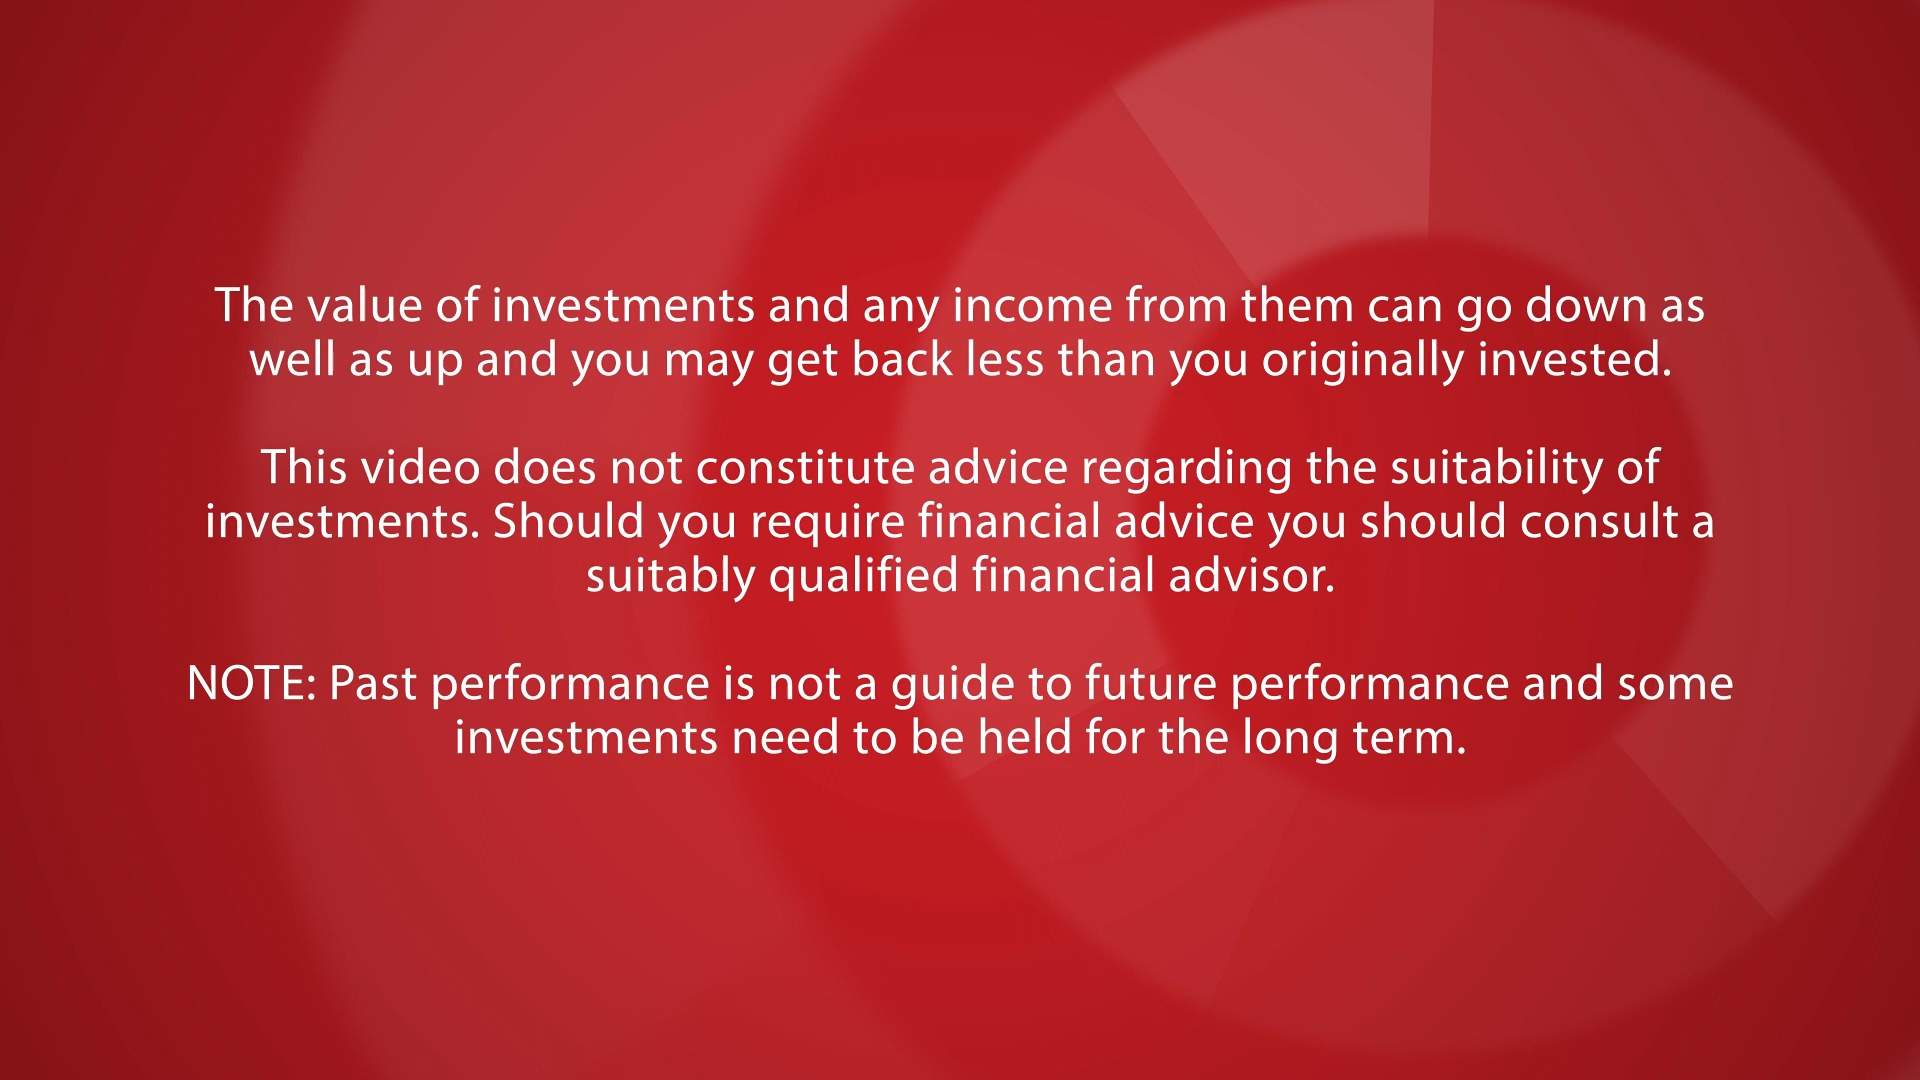 The value of investments and any income from them can go down as
well as up and you may get back less than you originally invested.
This video does not constitute advice regarding the suitability of
investments. Should you require financial advice you should consult a
suitably qualified financial advisor.
NOTE: Past performance is not a guide to future performance and some
investments need to be held for the long term.